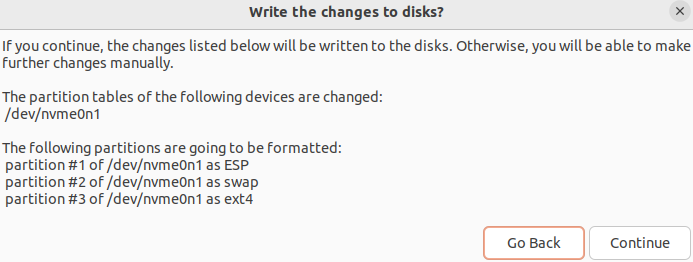 Write the changes to disks?
If you continue, the changes listed below will be written to the disks. Otherwise, you will be able to make
further changes manually.
The partition tables of the following devices are changed:
/dev/nvme0n1
The following partitions are going to be formatted:
partition #1 of /dev/nvme0n1 as ESP
partition #2 of /dev/nvme0n1 as swap
partition #3 of /dev/nvme0n1 as ext4
Go Back
Continue